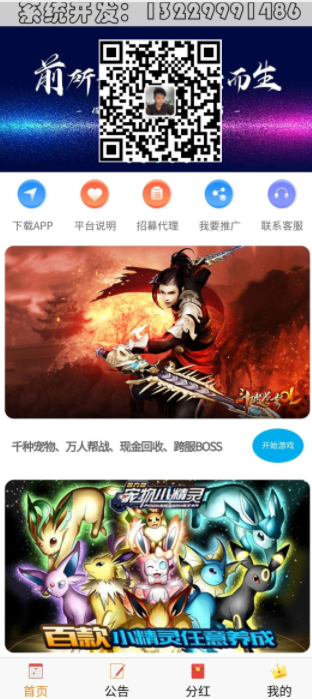 系统开发：13229991486
前所 而生
下载APP 平台说明 招募代理 我要推广 联系客服
斗破苍穹OL
千种宠物、万人帮战、现金回收、跨服BOSS
开始游戏
宠物小精灵
百款小精灵任意养成
首页 公告 分红 我的